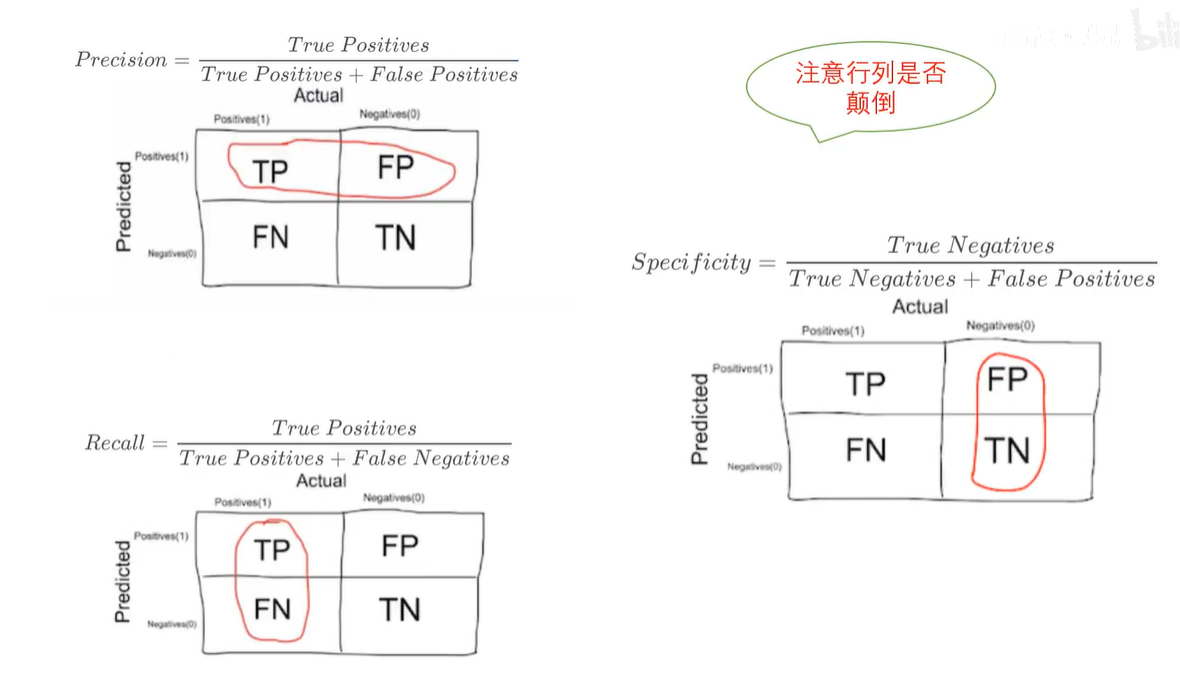 Precision = True Positives / True Positives + False Positives
Actual
Positives(1) Negatives(0)
Predicted
Positives(1) TP FP
Negatives(0) FN TN
Recall = True Positives / True Positives + False Negatives
Actual
Positives(1) Negatives(0)
Predicted
Positives(1) TP FP
Negatives(0) FN TN
注意行列是否
颠倒
Specificity = True Negatives / True Negatives + False Positives
Actual
Positives(1) Negatives(0)
Predicted
Positives(1) TP FP
Negatives(0) FN TN
bili